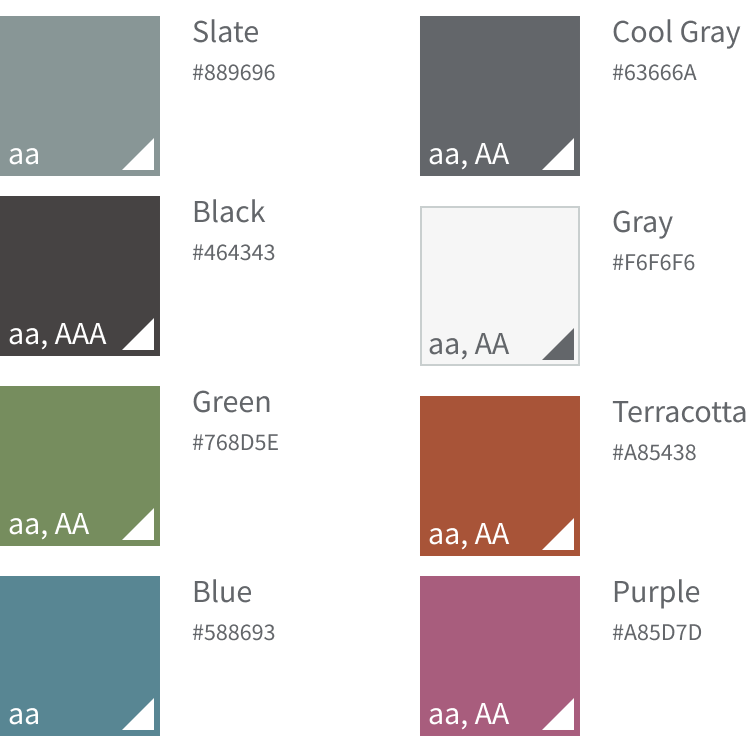 Slate
#889696
aa
Cool Gray
#63666A
aa, AA
Black
#464343
aa, AAA
Gray
#F6F6F6
aa, AA
Green
#768D5E
aa, AA
Terracotta
#A85438
aa, AA
Blue
#588693
aa
Purple
#A85D7D
aa, AA